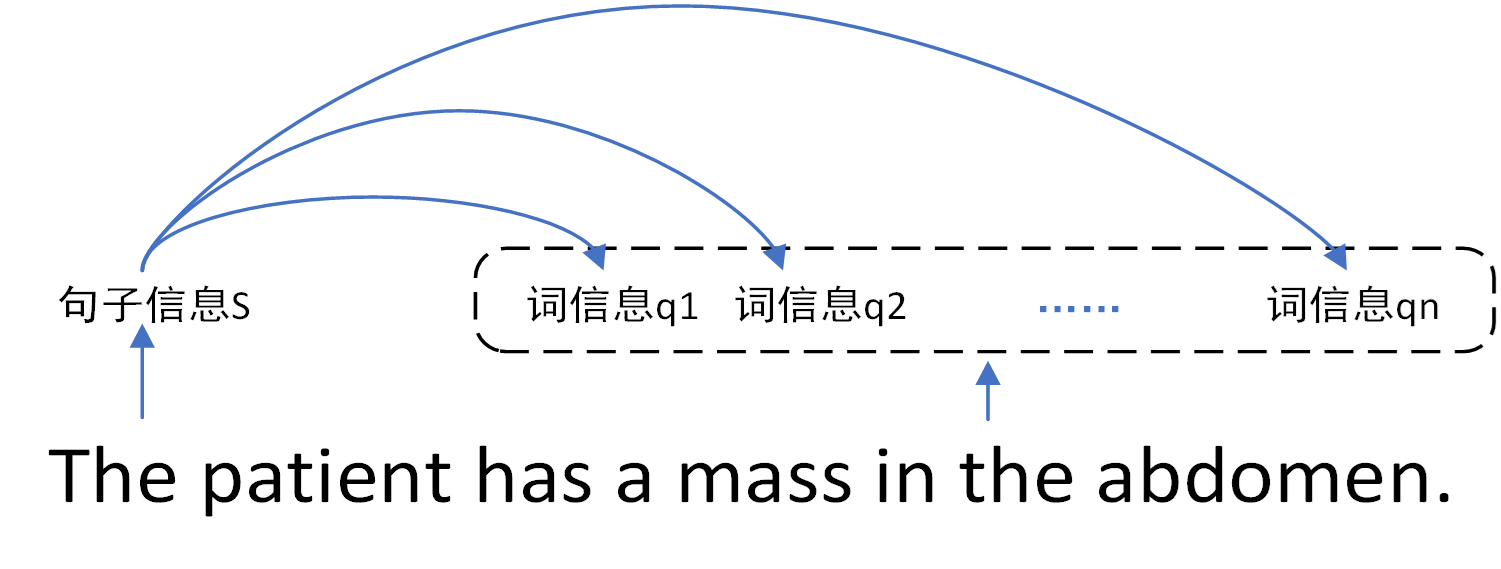 句子信息S 词信息q1 词信息q2 …… 词信息qn
The patient has a mass in the abdomen.